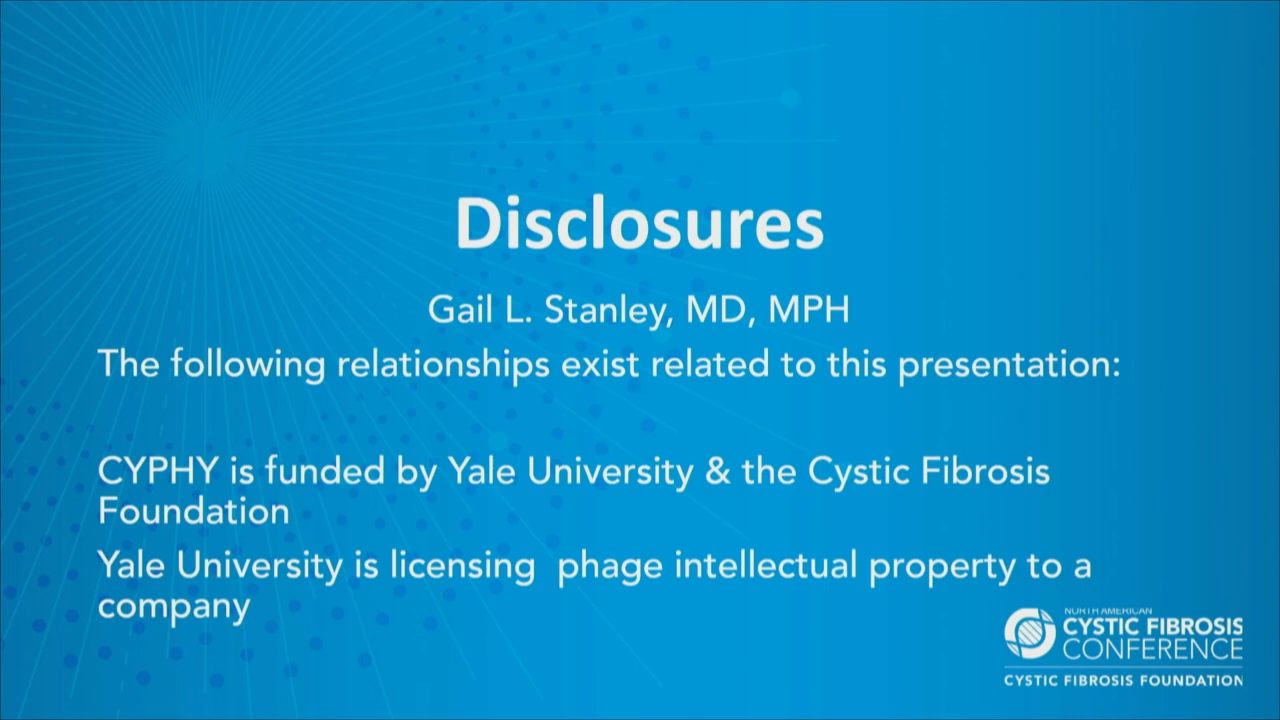 Disclosures
Gail L. Stanley, MD, MPH
The following relationships exist related to this presentation:
CYPHY is funded by Yale University & the Cystic Fibrosis
Foundation
Yale University is licensing  phage intellectual property to a
company
NORTH AMERICAN
CYSTIC FIBROSIS
CONFERENCE
CYSTIC FIBROSIS FOUNDATION